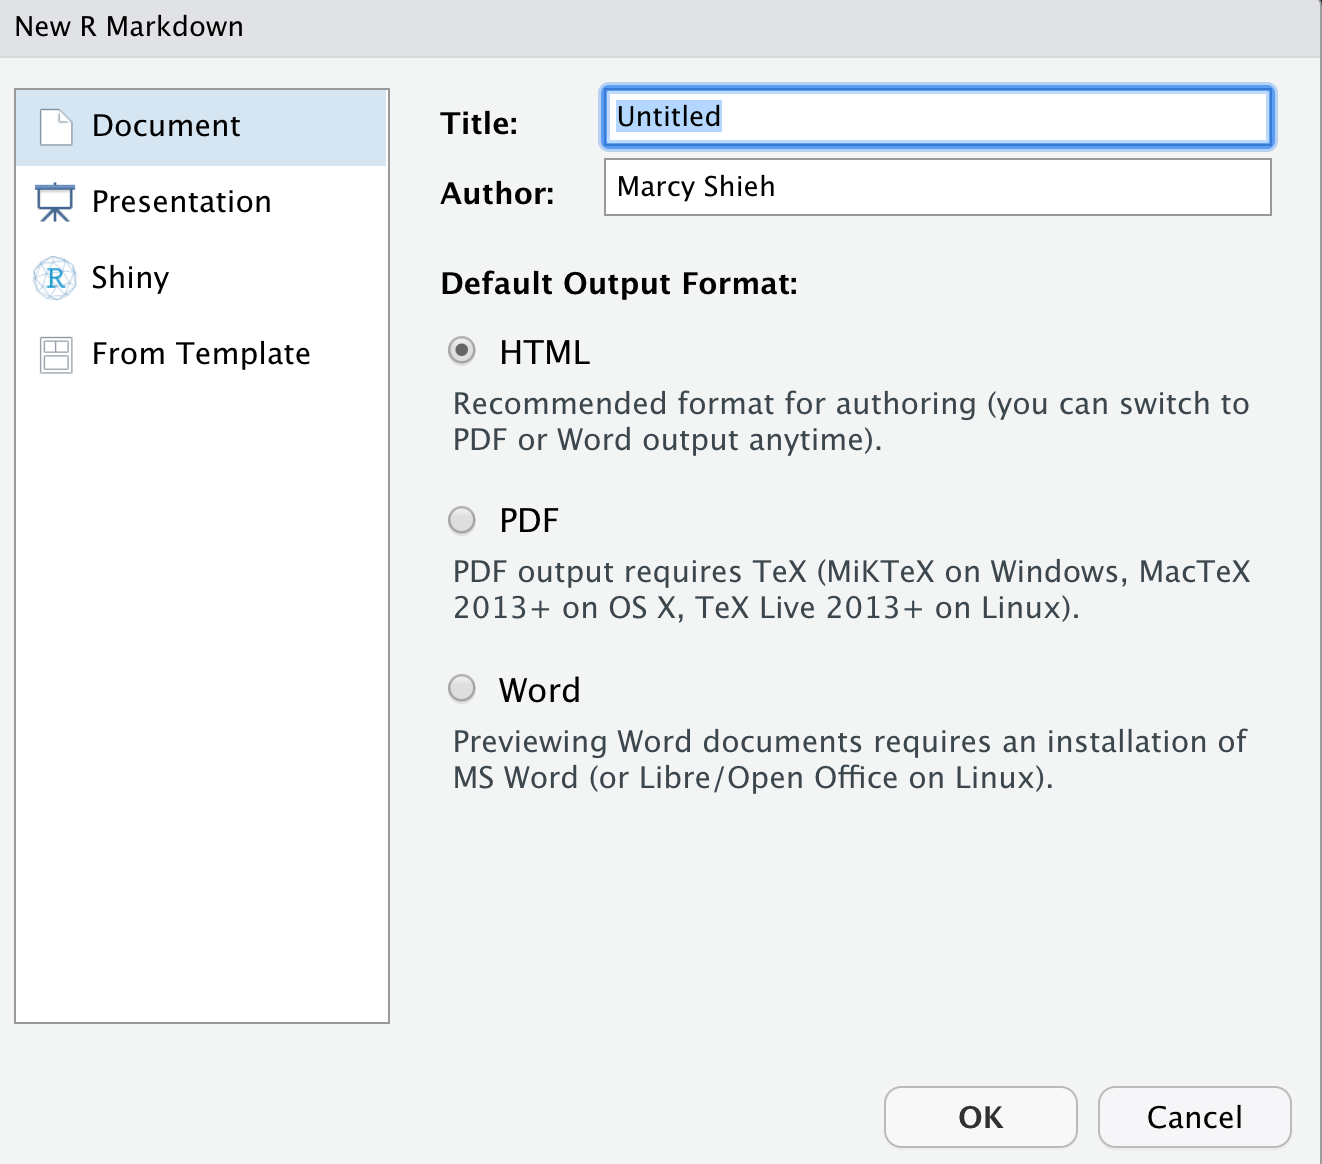 New R Markdown
Document
Presentation
R
Shiny
From Template
Title:
Untitled
Author:
Marcy Shieh
Default Output Format:
HTML
Recommended format for authoring (you can switch to
PDF or Word output anytime).
PDF
PDF output requires TeX (MiKTeX on Windows, MacTeX
2013+ on OS X, TeX Live 2013+ on Linux).
Word
Previewing Word documents requires an installation of
MS Word (or Libre/Open Office on Linux).
OK
Cancel